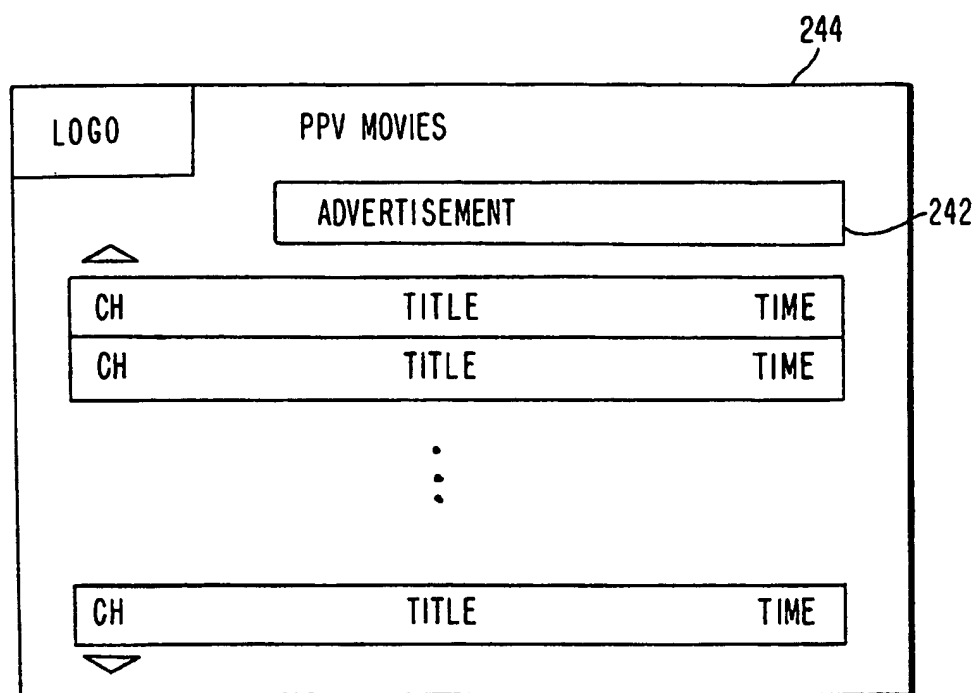 244
LOGO PPV MOVIES
ADVERTISEMENT
242
CH TITLE TIME
CH TITLE TIME
CH TITLE TIME